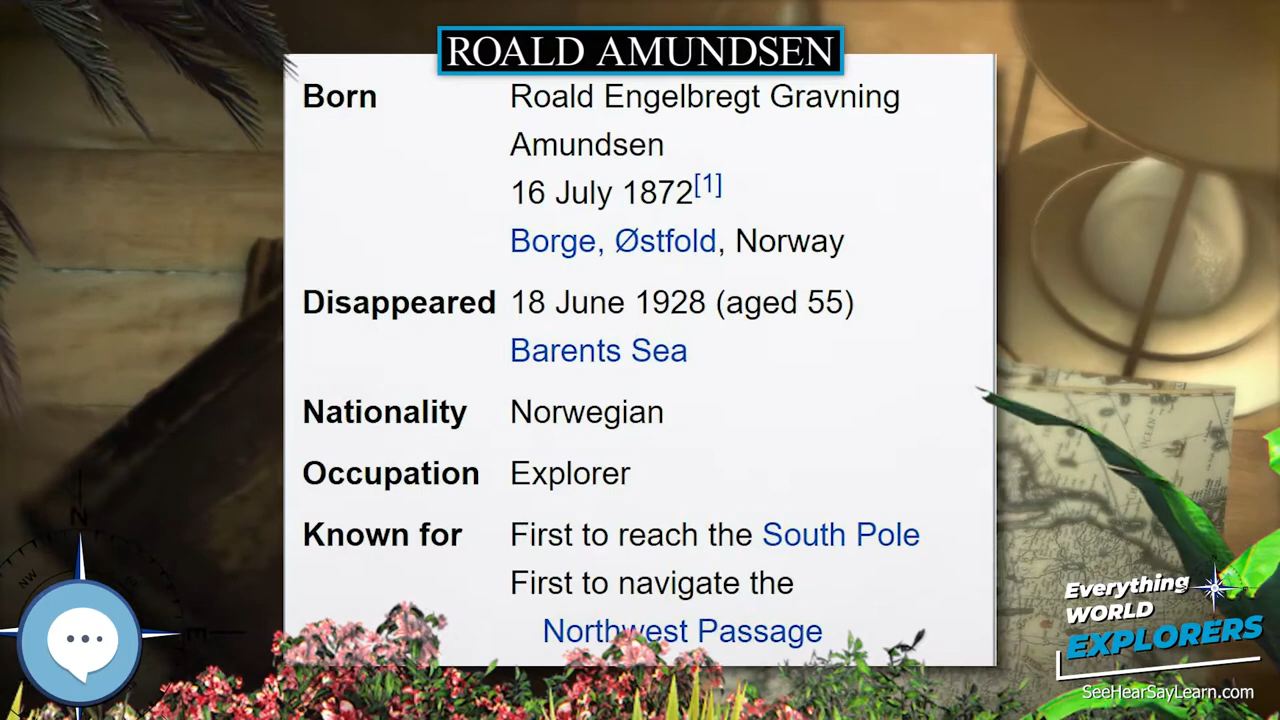 ROALD AMUNDSEN
Born Roald Engelbregt Gravning
Amundsen
16 July 1872[1]
Borge, Østfold, Norway
Disappeared 18 June 1928 (aged 55)
Barents Sea
Nationality Norwegian
Occupation Explorer
Known for First to reach the South Pole
First to navigate the
Northwest Passage
N
NW
E
Everything
WORLD
EXPLORERS
SeeHearSayLearn.com